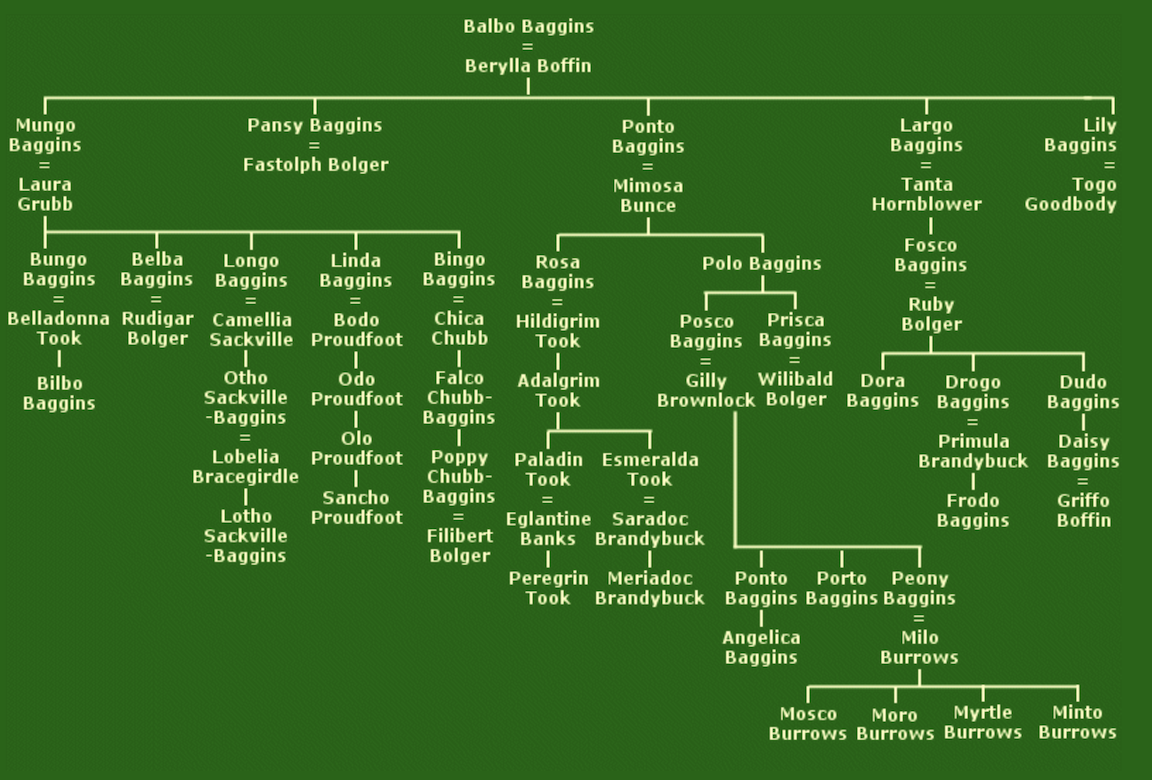 Balbo Baggins
=
Berylla Boffin
Mungo
Baggins
=
Laura
Grubb
Pansy Baggins
=
Fastolph Bolger
Ponto
Baggins
=
Mimosa
Bunce
Largo
Baggins
=
Tanta
Hornblower
Lily
Baggins
=
Togo
Goodbody
Bungo
Baggins
=
Belladonna
Took
Bilbo
Baggins
Belba
Baggins
=
Rudigar
Bolger
Longo
Baggins
=
Camellia
Sackville
Otho
Sackville
-Baggins
=
Lobelia
Bracegirdle
Lotho
Sackville
-Baggins
Linda
Baggins
=
Bodo
Proudfoot
Odo
Proudfoot
Olo
Proudfoot
Sancho
Proudfoot
Bingo
Baggins
=
Chica
Chubb
Falco
Chubb-
Baggins
Poppy
Chubb-
Baggins
=
Filibert
Bolger
Rosa
Baggins
=
Hildigrim
Took
Adalgrim
Took
Paladin
Took
=
Eglantine
Banks
Peregrin
Took
Esmeralda
Took
=
Saradoc
Brandybuck
Meriadoc
Brandybuck
Polo Baggins
Posco
Baggins
=
Gilly
Brownlock
Prisca
Baggins
=
Wilibald
Bolger
Ponto
Baggins
Angelica
Baggins
Porto
Baggins
Peony
Baggins
=
Milo
Burrows
Mosco
Burrows
Moro
Burrows
Myrtle
Burrows
Minto
Burrows
Fosco
Baggins
=
Ruby
Bolger
Dora
Baggins
Drogo
Baggins
=
Primula
Brandybuck
Frodo
Baggins
Dudo
Baggins
Daisy
Baggins
=
Griffo
Boffin